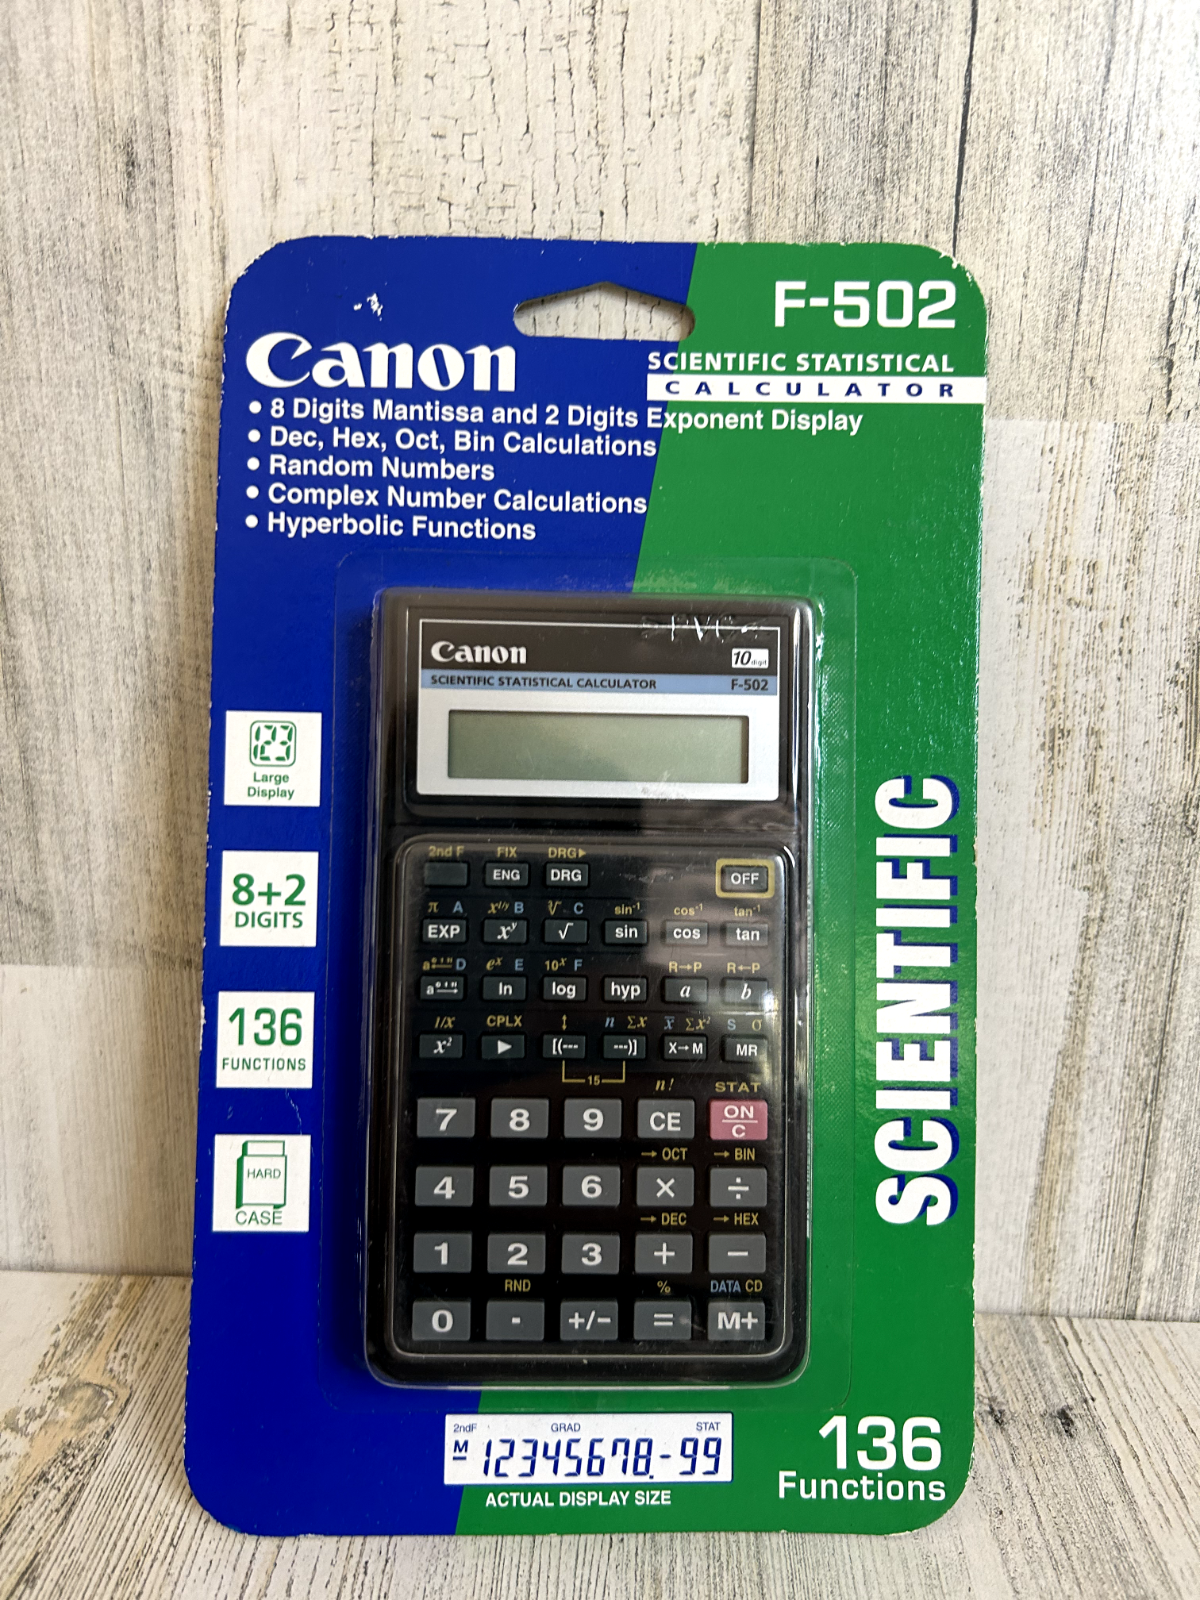 F-502
Canon
SCIENTIFIC STATISTICAL
CALCULATOR
• 8 Digits Mantissa and 2 Digits Exponent Display
• Dec, Hex, Oct, Bin Calculations
• Random Numbers
• Complex Number Calculations
• Hyperbolic Functions
PVC
Canon
10 digit
SCIENTIFIC STATISTICAL CALCULATOR F-502
123
Large
Display
8+2
DIGITS
136
FUNCTIONS
HARD
CASE
SCIENTIFIC
2nd F FIX DRG▶
ENG DRG OFF
π A x^1/y B ∛ C sin⁻¹ cos⁻¹ tan⁻¹
EXP xʸ √ sin cos tan
D eˣ E 10ˣ F R→P R←P
ln log hyp a b
1/x CPLX ↕ n Σx x̄ Σx² S σ
x² ▶ [(--- ---)] X→M MR
15 n! STAT
7 8 9 CE ON/C
→OCT →BIN
4 5 6 × ÷
→DEC →HEX
1 2 3 + −
RND % DATA CD
0 · +/− = M+
2ndF GRAD STAT
M − 12345678.-99
ACTUAL DISPLAY SIZE
136
Functions